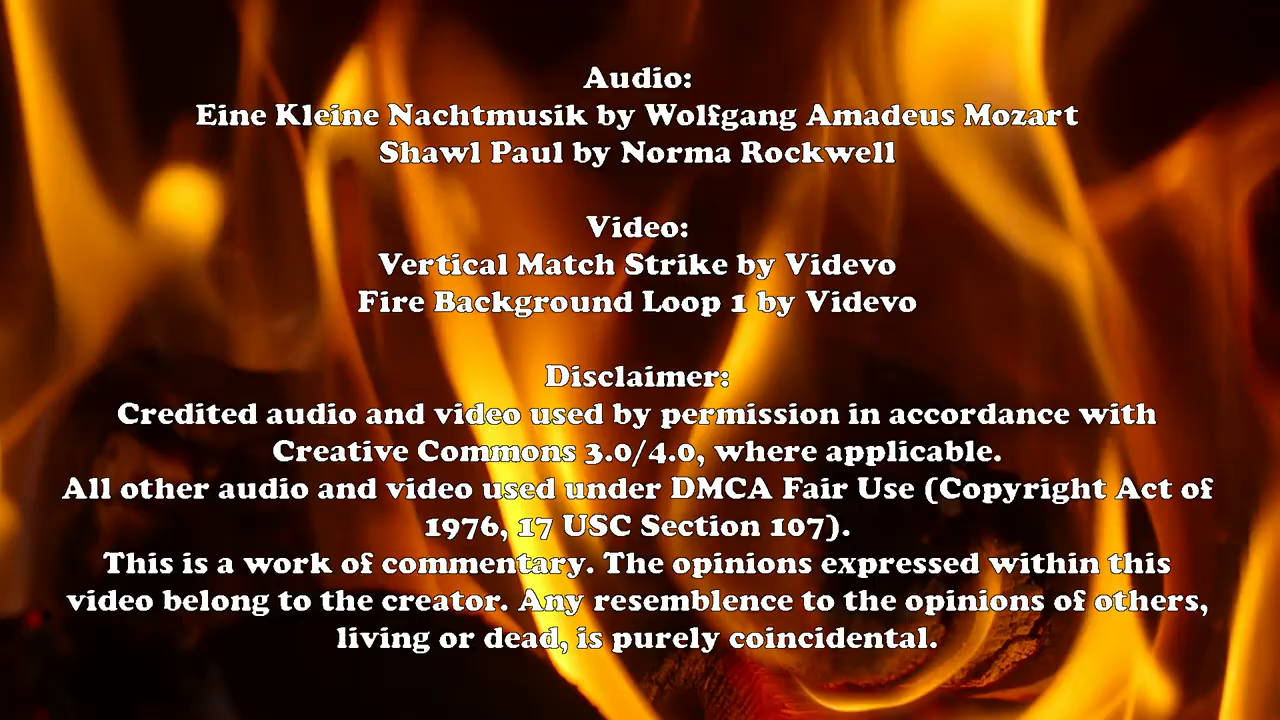 Audio:
Eine Kleine Nachtmusik by Wolfgang Amadeus Mozart
Shawl Paul by Norma Rockwell
Video:
Vertical Match Strike by Videvo
Fire Background Loop 1 by Videvo
Disclaimer:
Credited audio and video used by permission in accordance with
Creative Commons 3.0/4.0, where applicable.
All other audio and video used under DMCA Fair Use (Copyright Act of
1976, 17 USC Section 107).
This is a work of commentary. The opinions expressed within this
video belong to the creator. Any resemblence to the opinions of others,
living or dead, is purely coincidental.